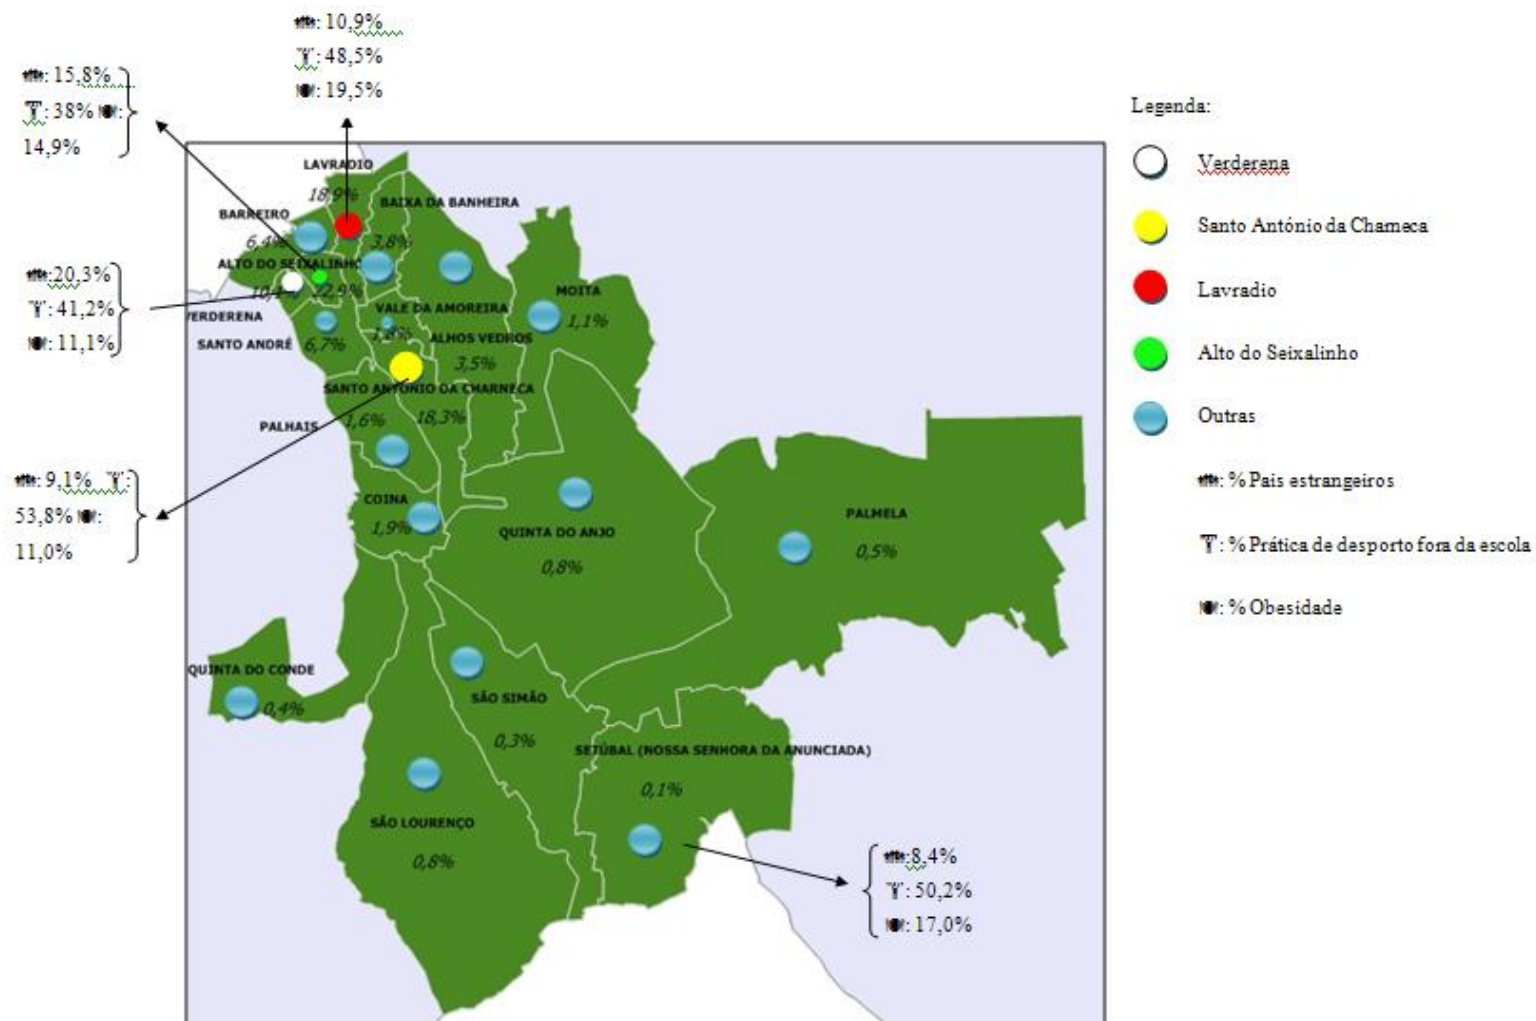 : 10,9%
: 48,5%
: 19,5%
: 15,8%
: 38% :
14,9%
LAVRADIO
18,9%
BAIXA DA BANHEIRA
BARREIRO
6,4%
3,8%
ALTO DO SEIXALINHO
:20,3%
: 41,2%
: 11,1%
MOITA
1,1%
VALE DA AMOREIRA
1,8%
ALHOS VEDROS
3,5%
SANTO ANDRÉ
6,7%
SANTO ANTÓNIO DA CHARNECA
18,3%
PALHAIS
1,6%
: 9,1% :
53,8% :
11,0%
COINA
1,9%
QUINTA DO ANJO
0,8%
PALMELA
0,5%
QUINTA DO CONDE
0,4%
SÃO SIMÃO
0,3%
SETÚBAL (NOSSA SENHORA DA ANUNCIADA)
0,1%
SÃO LOURENÇO
0,8%
:8,4%
: 50,2%
: 17,0%
Legenda:
Verderena
Santo António da Charneca
Lavradio
Alto do Seixalinho
Outras
: % Pais estrangeiros
: % Prática de desporto fora da escola
: % Obesidade